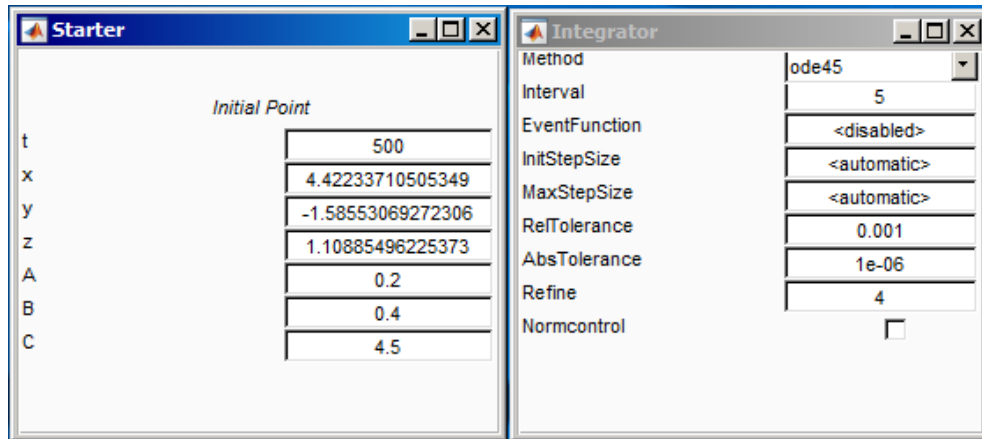 Starter
Initial Point
t 500
x 4.42233710505349
y -1.58553069272306
z 1.10885496225373
A 0.2
B 0.4
C 4.5
Integrator
Method ode45
Interval 5
EventFunction <disabled>
InitStepSize <automatic>
MaxStepSize <automatic>
RelTolerance 0.001
AbsTolerance 1e-06
Refine 4
Normcontrol